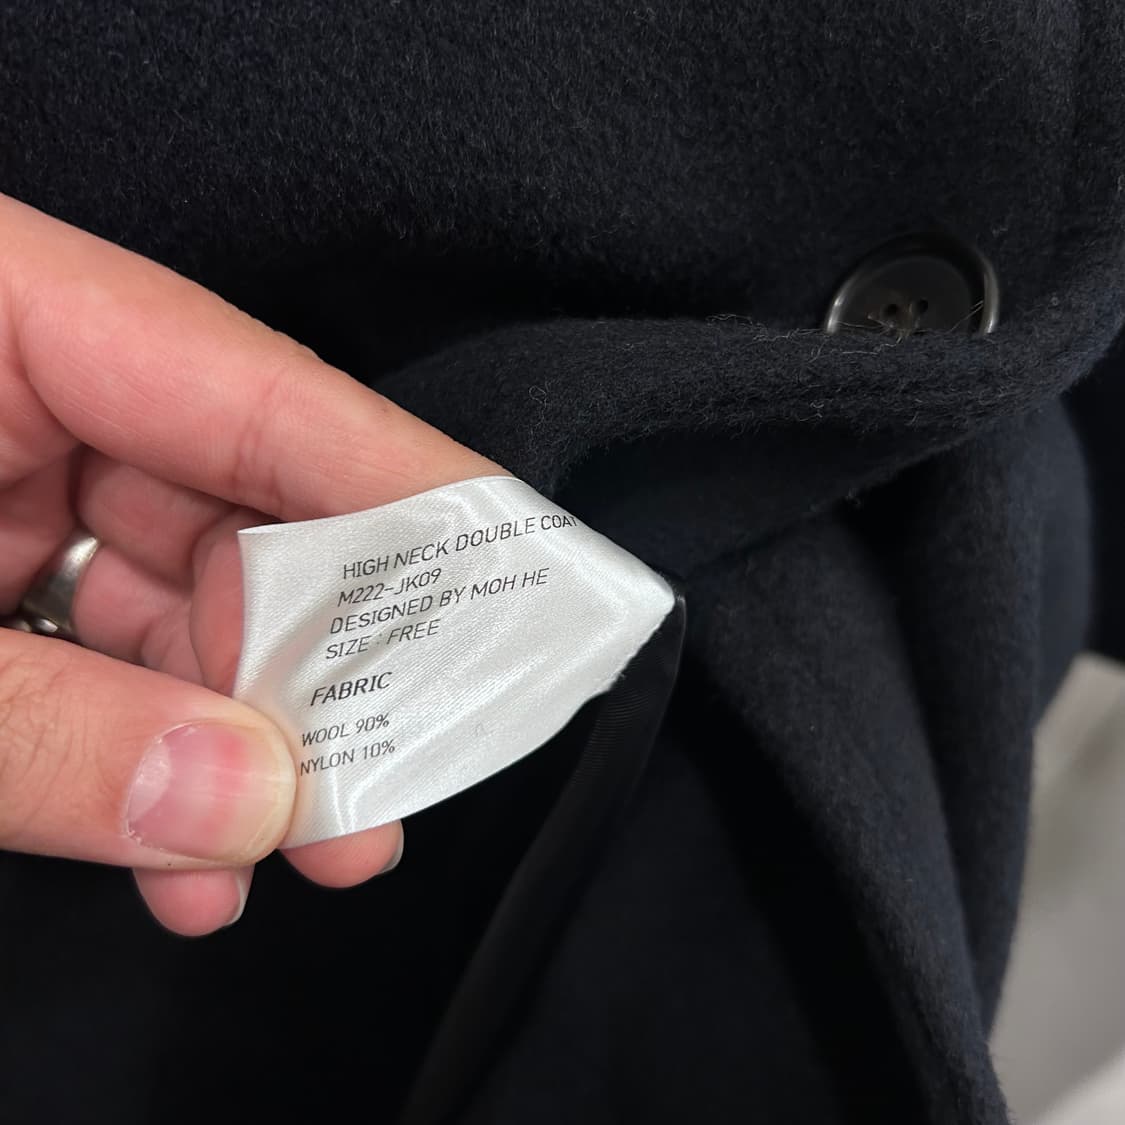 HIGH NECK DOUBLE COAT
M222-JK09
DESIGNED BY MOH HE
SIZE : FREE
FABRIC
WOOL 90%
NYLON 10%